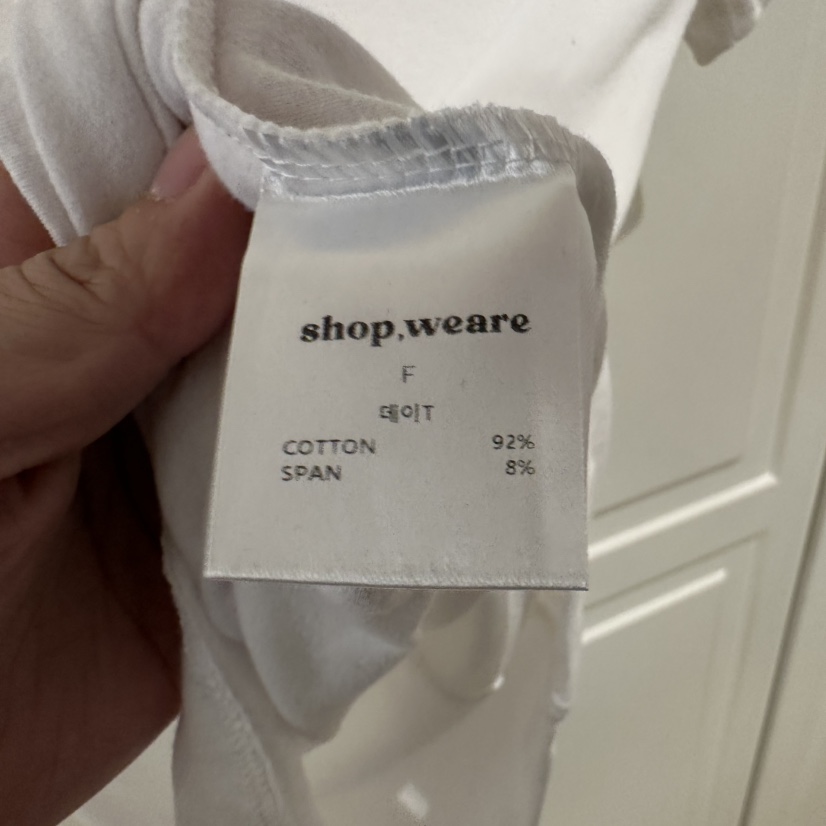 shop,weare
F
데이T
COTTON 92%
SPAN 8%